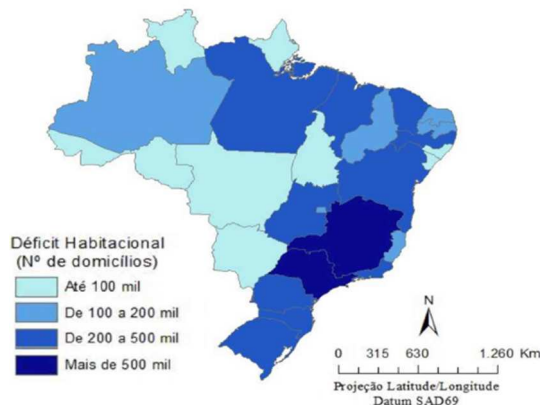 Déficit Habitacional
(Nº de domicílios)
Até 100 mil
De 100 a 200 mil
De 200 a 500 mil
Mais de 500 mil
N
0 315 630 1.260 Km
Projeção Latitude/Longitude
Datum SAD69